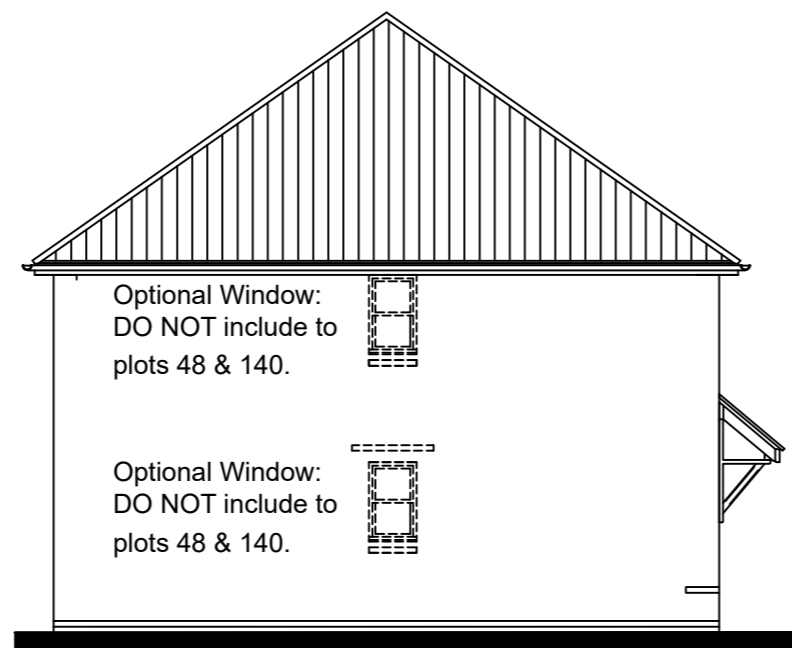 Optional Window:
DO NOT include to
plots 48 & 140.
Optional Window:
DO NOT include to
plots 48 & 140.